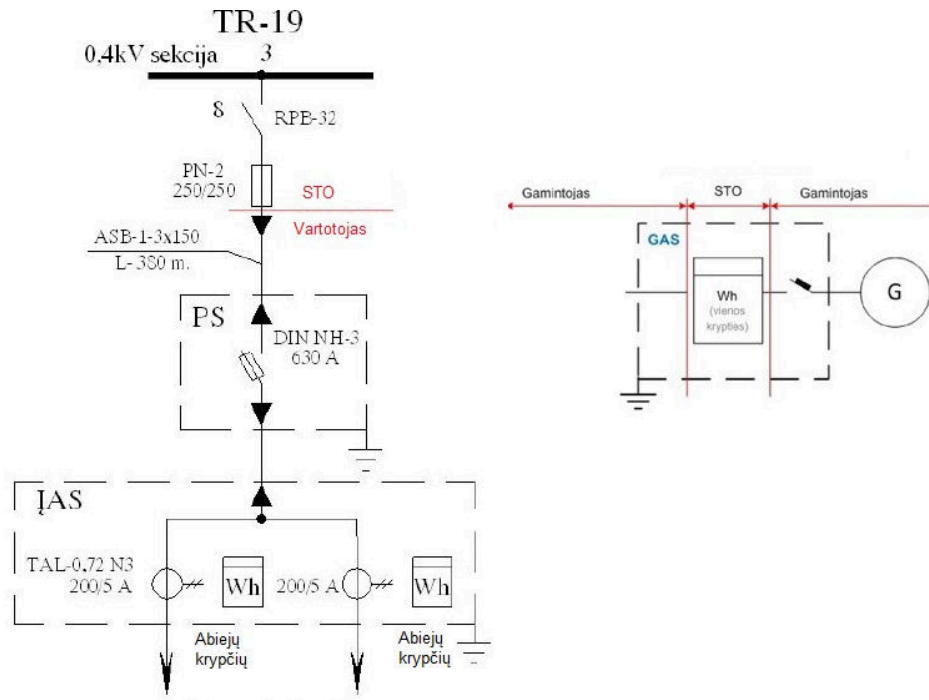 TR-19
0,4kV sekcija 3
8 RPB-32
PN-2
250/250
STO
Vartotojas
ASB-1-3x150
L- 380 m.
PS
DIN NH-3
630 A
ĮAS
TAL-0,72 N3
200/5 A
Wh
200/5 A
Wh
Abiejų
krypčių
Abiejų
krypčių
Gamintojas STO Gamintojas
GAS
Wh
(vienos
krypties)
G